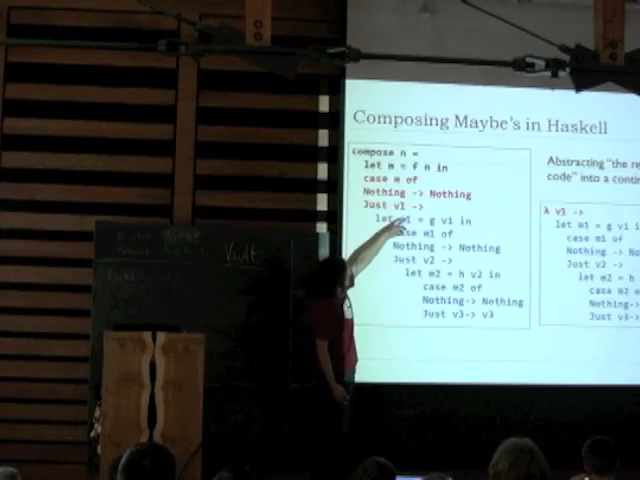 Composing Maybe's in Haskell
compose n =
let m = f n in
case m of
Nothing -> Nothing
Just v1 ->
let m1 = g v1 in
case m1 of
Nothing -> Nothing
Just v2 ->
let m2 = h v2 in
case m2 of
Nothing-> Nothing
Just v3-> v3
Abstracting "the re
code" into a contin
λ v1 ->
let m1 = g v1 i
case m1 of
Nothing -> No
Just v2 ->
let m2 = h
case m2 o
Nothing->
Just v3->
Vault